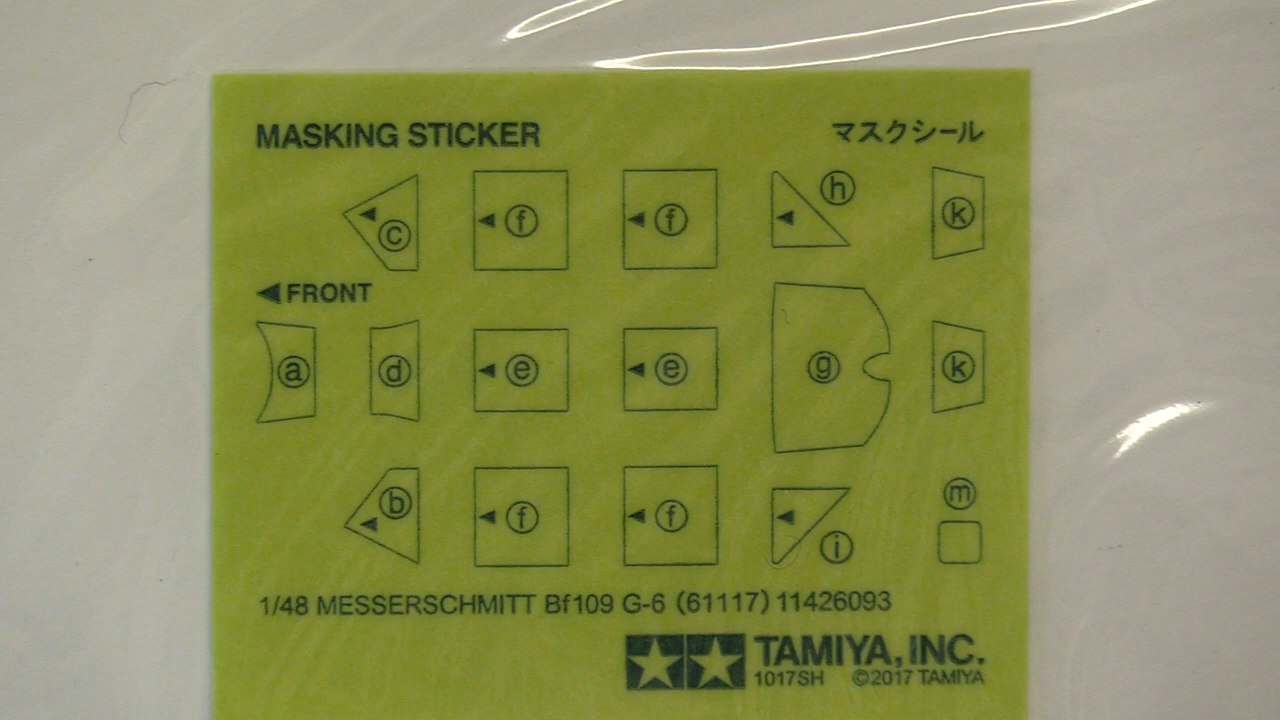 MASKING STICKER
マスクシール
ⓒ ◀ ⓕ ◀ ⓕ ◀ ⓗ ⓚ
◀FRONT
ⓐ ⓓ ◀ ⓔ ◀ ⓔ ⓖ ⓚ
ⓑ ◀ ⓕ ◀ ⓕ ◀ ⓘ ⓜ
1/48 MESSERSCHMITT Bf109 G-6 (61117) 11426093
TAMIYA, INC.
1017SH ©2017 TAMIYA